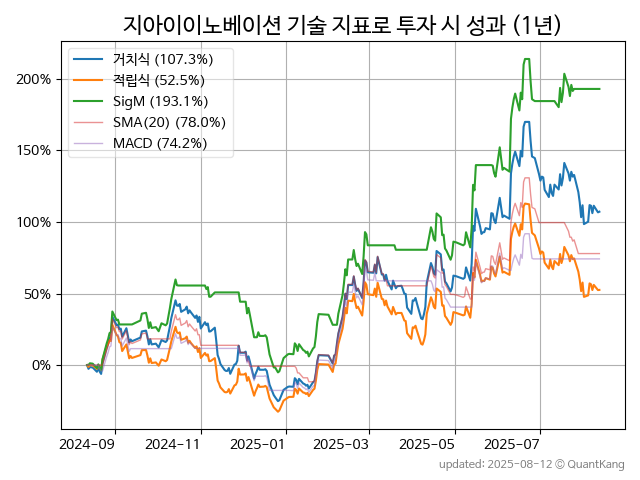 지아이이노베이션 기술 지표로 투자 시 성과 (1년)
거치식 (107.3%)
적립식 (52.5%)
SigM (193.1%)
SMA(20) (78.0%)
MACD (74.2%)
200%
150%
100%
50%
0%
2024-09 2024-11 2025-01 2025-03 2025-05 2025-07
updated: 2025-08-12 © QuantKang